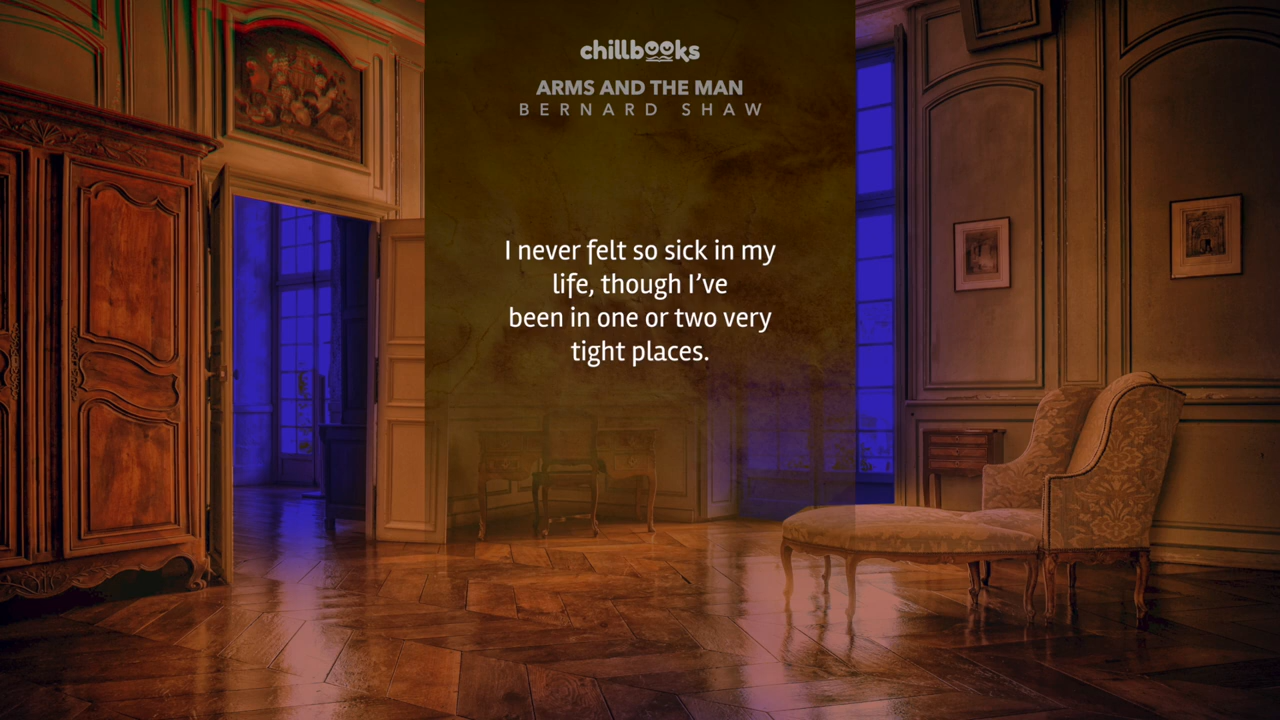 chillbooks
ARMS AND THE MAN
BERNARD SHAW
I never felt so sick in my
life, though I’ve
been in one or two very
tight places.